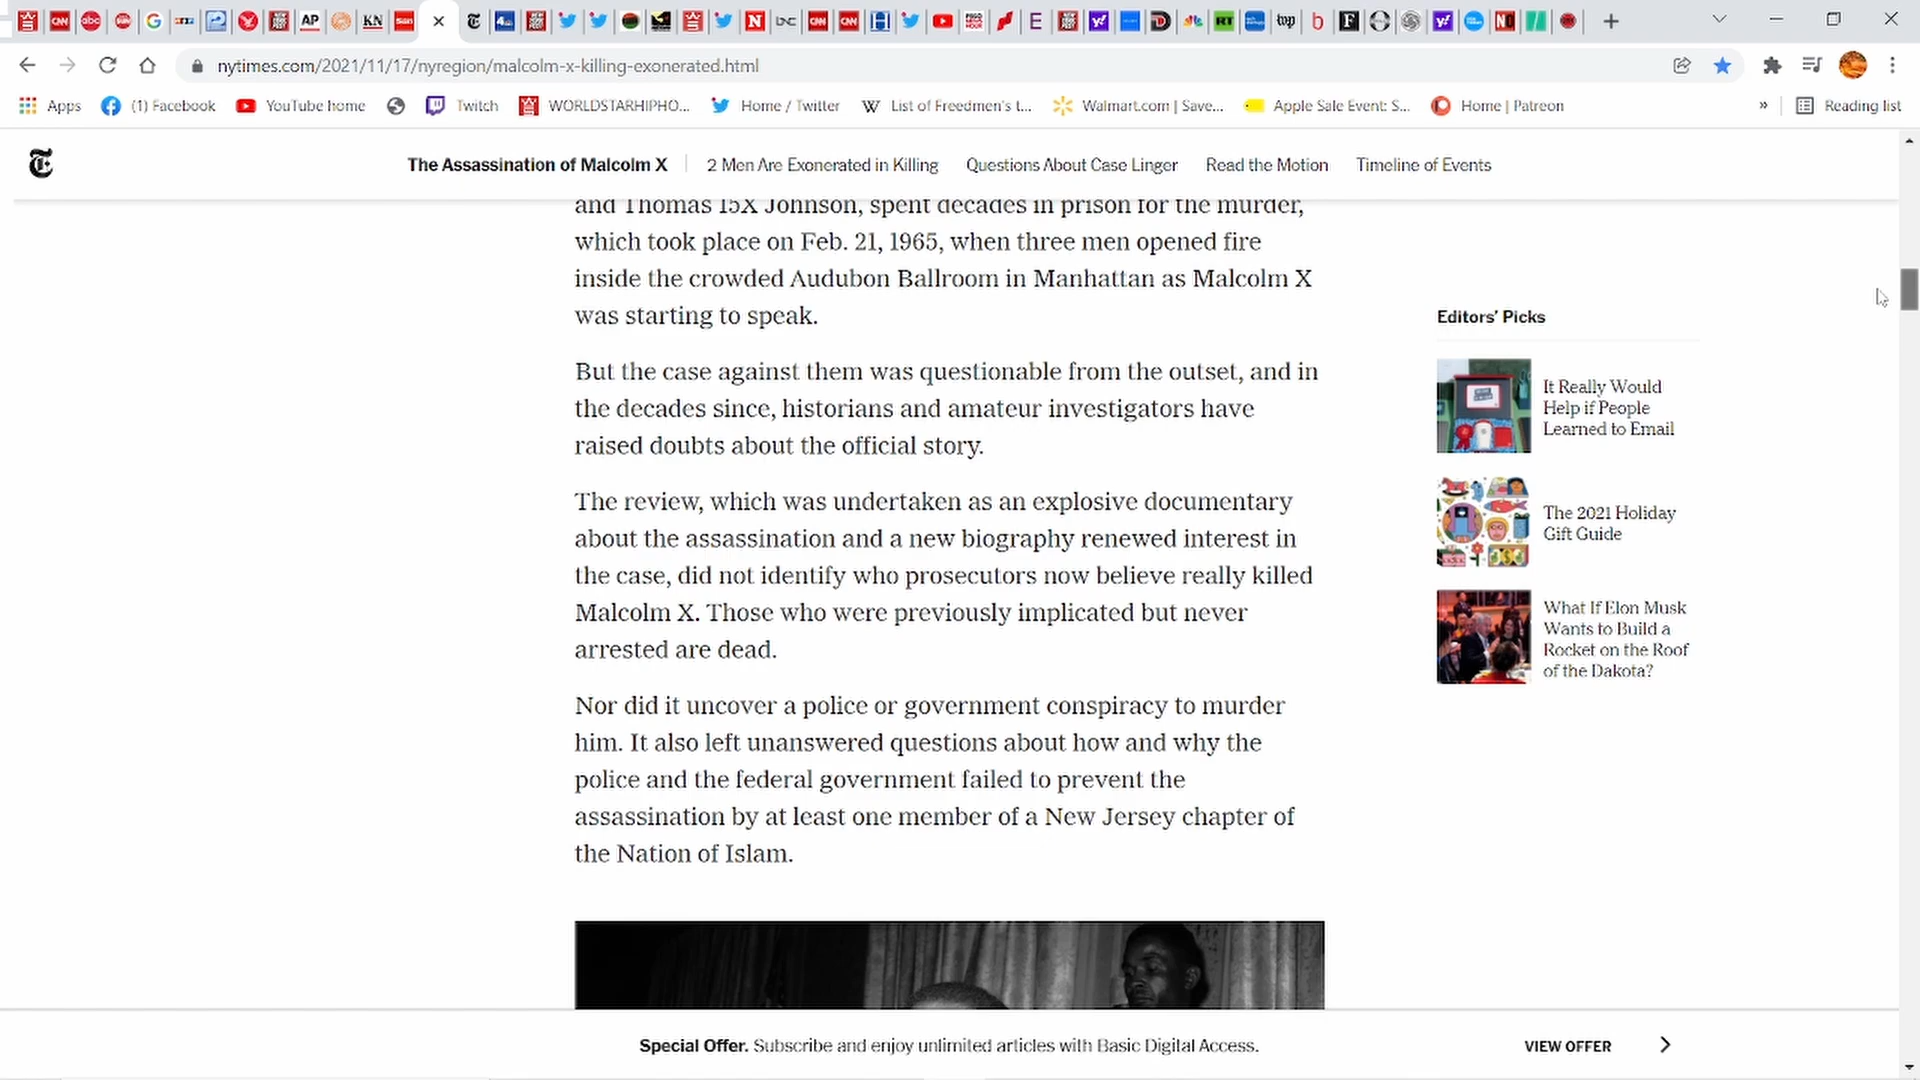 CNN
abc
G
AP
KN
N
CNN
CNN
H
E
RT
wp
b
F
nytimes.com/2021/11/17/nyregion/malcolm-x-killing-exonerated.html
Apps
(1) Facebook
YouTube home
Twitch
WORLDSTARHIPHO...
Home / Twitter
W List of Freedmen's t...
Walmart.com | Save...
Apple Sale Event: S...
Home | Patreon
»
Reading list
The Assassination of Malcolm X
2 Men Are Exonerated in Killing
Questions About Case Linger
Read the Motion
Timeline of Events
and Thomas 15X Johnson, spent decades in prison for the murder,
which took place on Feb. 21, 1965, when three men opened fire
inside the crowded Audubon Ballroom in Manhattan as Malcolm X
was starting to speak.
But the case against them was questionable from the outset, and in
the decades since, historians and amateur investigators have
raised doubts about the official story.
The review, which was undertaken as an explosive documentary
about the assassination and a new biography renewed interest in
the case, did not identify who prosecutors now believe really killed
Malcolm X. Those who were previously implicated but never
arrested are dead.
Nor did it uncover a police or government conspiracy to murder
him. It also left unanswered questions about how and why the
police and the federal government failed to prevent the
assassination by at least one member of a New Jersey chapter of
the Nation of Islam.
Editors' Picks
It Really Would
Help if People
Learned to Email
The 2021 Holiday
Gift Guide
What If Elon Musk
Wants to Build a
Rocket on the Roof
of the Dakota?
Special Offer. Subscribe and enjoy unlimited articles with Basic Digital Access.
VIEW OFFER